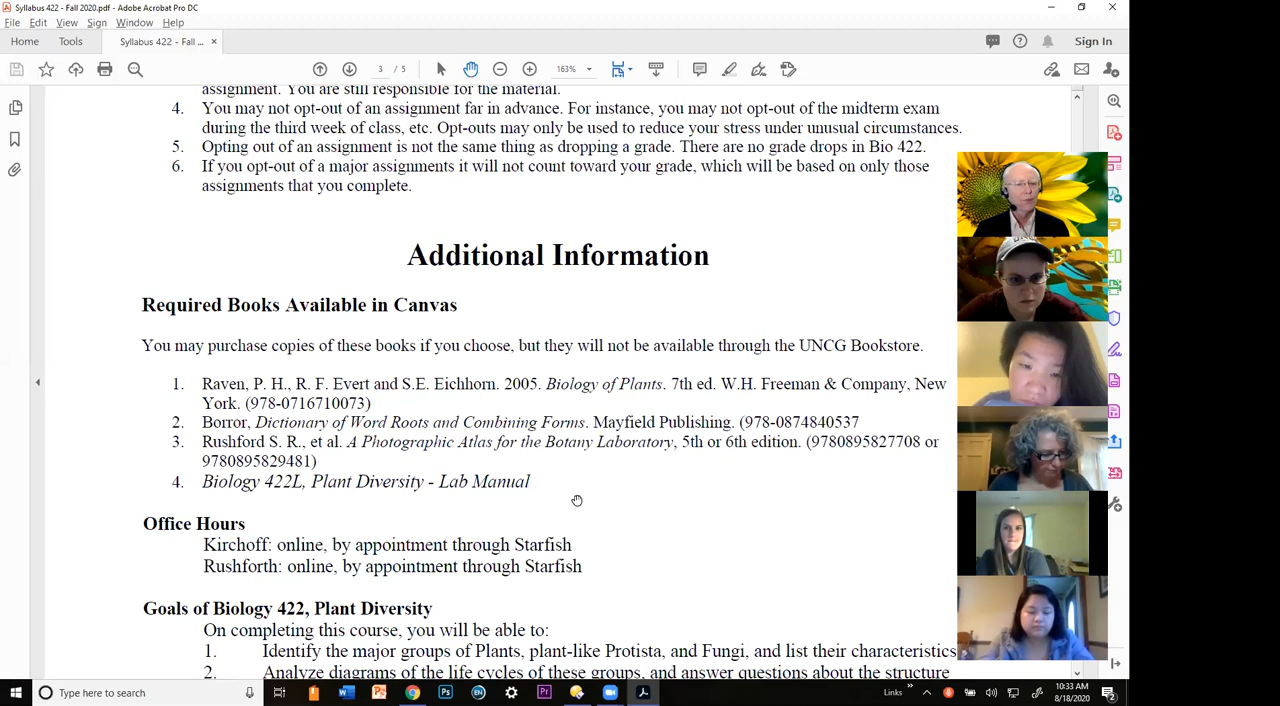 Syllabus 422 - Fall 2020.pdf - Adobe Acrobat Pro DC
File Edit View Sign Window Help
Home Tools Syllabus 422 - Fall ... × Sign In
3 / 5 163%
assignment. You are still responsible for the material.
4. You may not opt-out of an assignment far in advance. For instance, you may not opt-out of the midterm exam
during the third week of class, etc. Opt-outs may only be used to reduce your stress under unusual circumstances.
5. Opting out of an assignment is not the same thing as dropping a grade. There are no grade drops in Bio 422.
6. If you opt-out of a major assignments it will not count toward your grade, which will be based on only those
assignments that you complete.
Additional Information
Required Books Available in Canvas
You may purchase copies of these books if you choose, but they will not be available through the UNCG Bookstore.
1. Raven, P. H., R. F. Evert and S.E. Eichhorn. 2005. Biology of Plants. 7th ed. W.H. Freeman & Company, New
York. (978-0716710073)
2. Borror, Dictionary of Word Roots and Combining Forms. Mayfield Publishing. (978-0874840537
3. Rushford S. R., et al. A Photographic Atlas for the Botany Laboratory, 5th or 6th edition. (9780895827708 or
9780895829481)
4. Biology 422L, Plant Diversity - Lab Manual
Office Hours
Kirchoff: online, by appointment through Starfish
Rushforth: online, by appointment through Starfish
Goals of Biology 422, Plant Diversity
On completing this course, you will be able to:
1. Identify the major groups of Plants, plant-like Protista, and Fungi, and list their characteristics
2. Analyze diagrams of the life cycles of these groups, and answer questions about the structure
Type here to search
Links
10:33 AM
8/18/2020